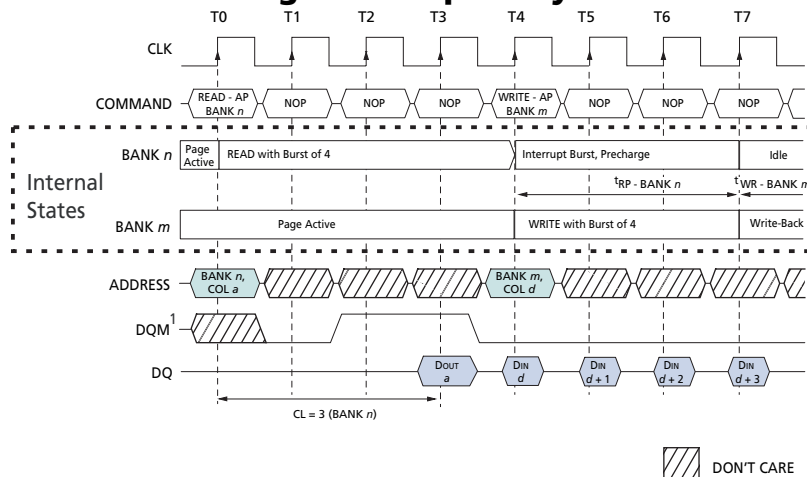 T0 T1 T2 T3 T4 T5 T6 T7
CLK
COMMAND
READ - AP
BANK n
NOP
NOP
NOP
WRITE - AP
BANK m
NOP
NOP
NOP
Internal
States
BANK n
Page
Active
READ with Burst of 4
Interrupt Burst, Precharge
Idle
tRP - BANK n
tWR - BANK m
BANK m
Page Active
WRITE with Burst of 4
Write-Back
ADDRESS
BANK n,
COL a
BANK m,
COL d
DQM1
DQ
DOUT
a
DIN
d
DIN
d + 1
DIN
d + 2
DIN
d + 3
CL = 3 (BANK n)
DON'T CARE